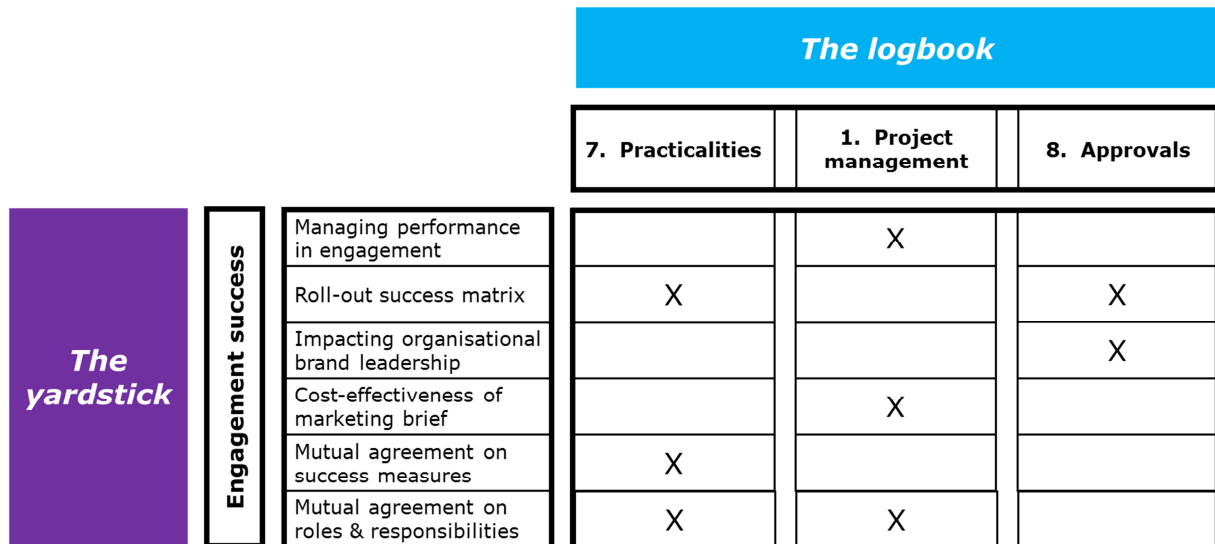 The logbook
7. Practicalities
1. Project
management
8. Approvals
The
yardstick
Engagement success
Managing performance
in engagement
X
Roll-out success matrix
X
X
Impacting organisational
brand leadership
X
Cost-effectiveness of
marketing brief
X
Mutual agreement on
success measures
X
Mutual agreement on
roles & responsibilities
X
X